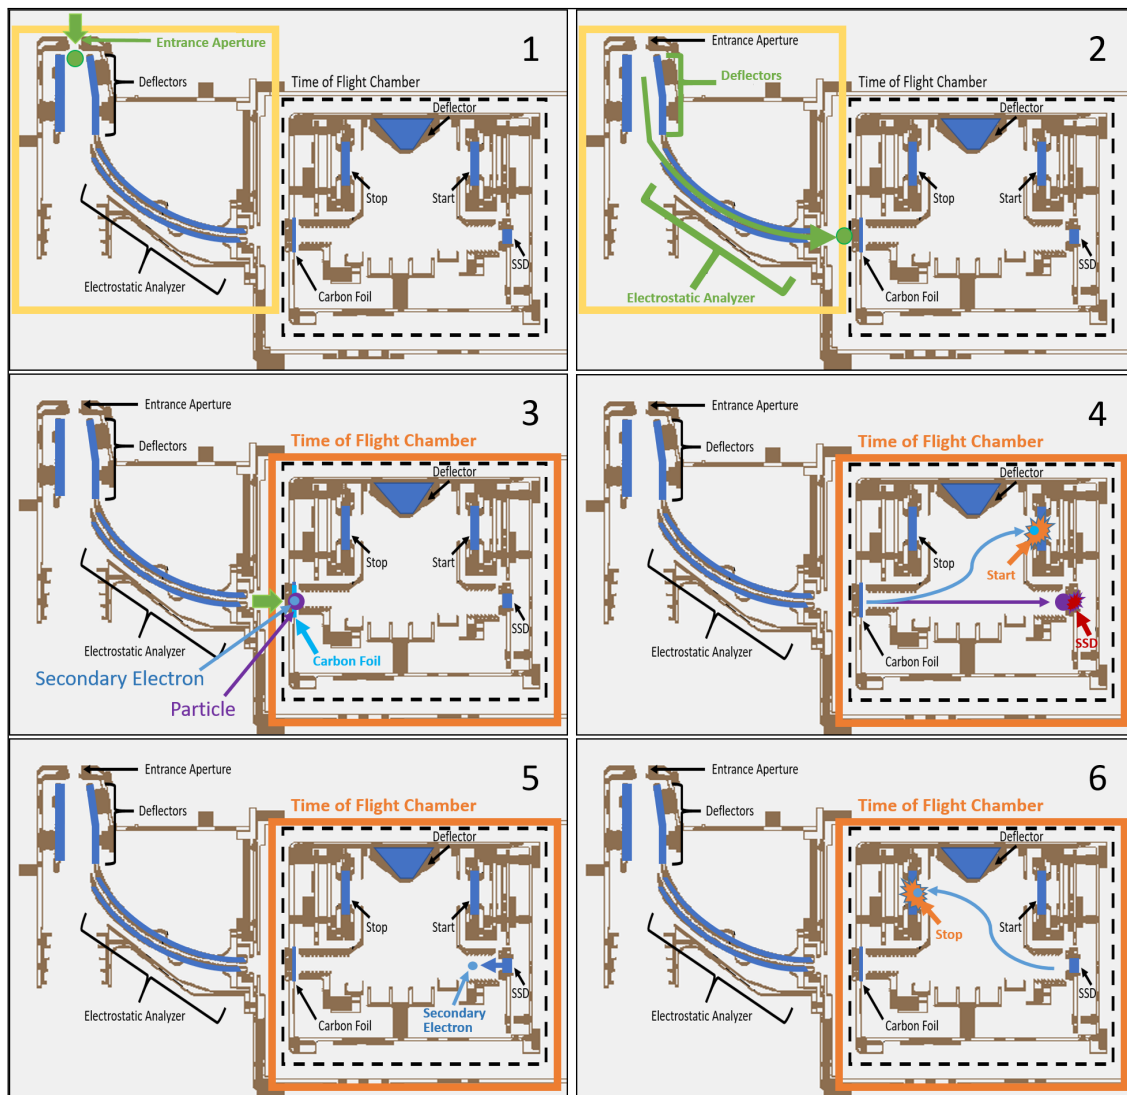 1
Entrance Aperture
Deflectors
Time of Flight Chamber
Deflector
Stop
Start
SSD
Carbon Foil
Electrostatic Analyzer
2
Entrance Aperture
Deflectors
Time of Flight Chamber
Deflector
Stop
Start
SSD
Carbon Foil
Electrostatic Analyzer
3
Entrance Aperture
Deflectors
Time of Flight Chamber
Deflector
Stop
Start
SSD
Carbon Foil
Electrostatic Analyzer
Secondary Electron
Particle
4
Entrance Aperture
Deflectors
Time of Flight Chamber
Deflector
Stop
Start
SSD
Carbon Foil
Electrostatic Analyzer
5
Entrance Aperture
Deflectors
Time of Flight Chamber
Deflector
Stop
Start
SSD
Secondary
Electron
Carbon Foil
Electrostatic Analyzer
6
Entrance Aperture
Deflectors
Time of Flight Chamber
Deflector
Stop
Start
SSD
Carbon Foil
Electrostatic Analyzer